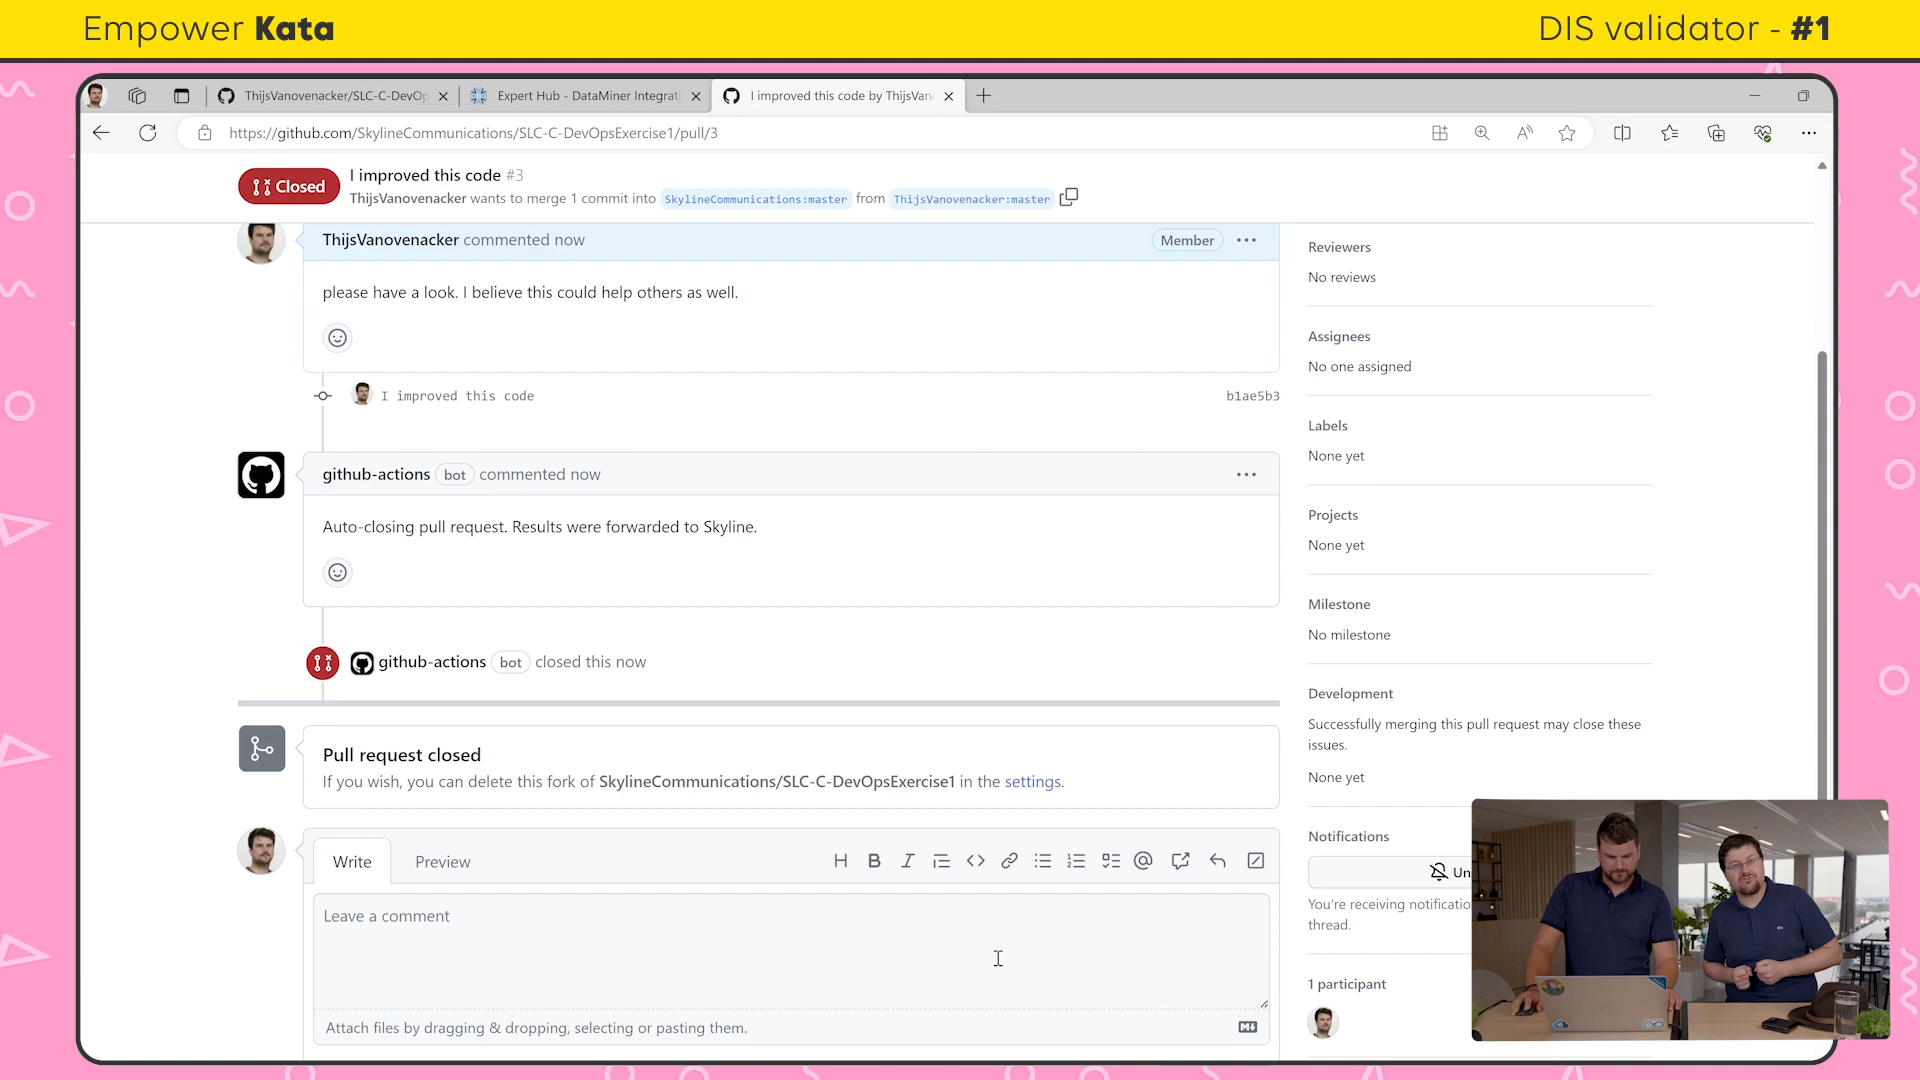 Empower Kata
DIS validator - #1
ThijsVanovenacker/SLC-C-DevOp
Expert Hub - DataMiner Integrati
I improved this code by ThijsVan
https://github.com/SkylineCommunications/SLC-C-DevOpsExercise1/pull/3
Closed
I improved this code #3
ThijsVanovenacker wants to merge 1 commit into SkylineCommunications:master from ThijsVanovenacker:master
ThijsVanovenacker commented now
Member
please have a look. I believe this could help others as well.
I improved this code
b1ae5b3
github-actions bot commented now
Auto-closing pull request. Results were forwarded to Skyline.
github-actions bot closed this now
Pull request closed
If you wish, you can delete this fork of SkylineCommunications/SLC-C-DevOpsExercise1 in the settings.
Write
Preview
Leave a comment
Attach files by dragging & dropping, selecting or pasting them.
Reviewers
No reviews
Assignees
No one assigned
Labels
None yet
Projects
None yet
Milestone
No milestone
Development
Successfully merging this pull request may close these
issues.
None yet
Notifications
Un
You're receiving notificatio
thread.
1 participant